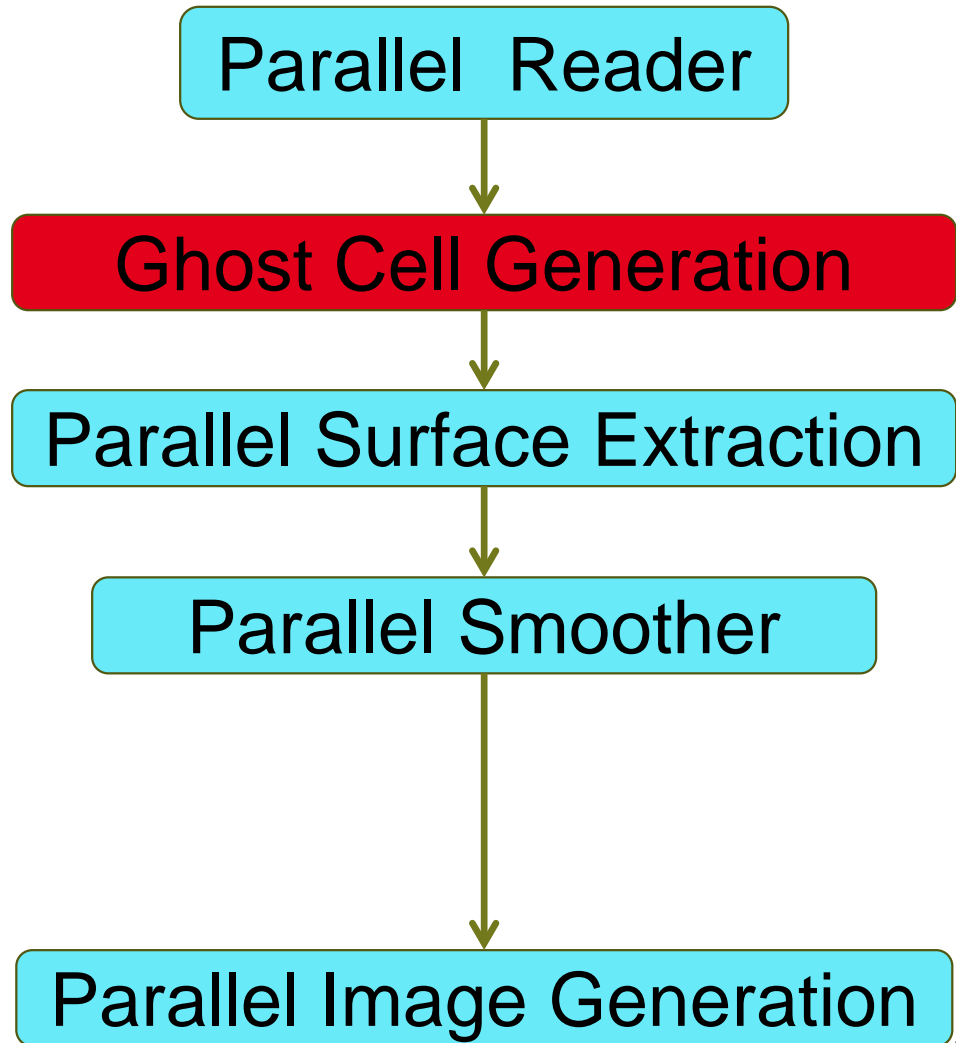 Parallel  Reader
Ghost Cell Generation
Parallel Surface Extraction
Parallel Smoother
Parallel Image Generation